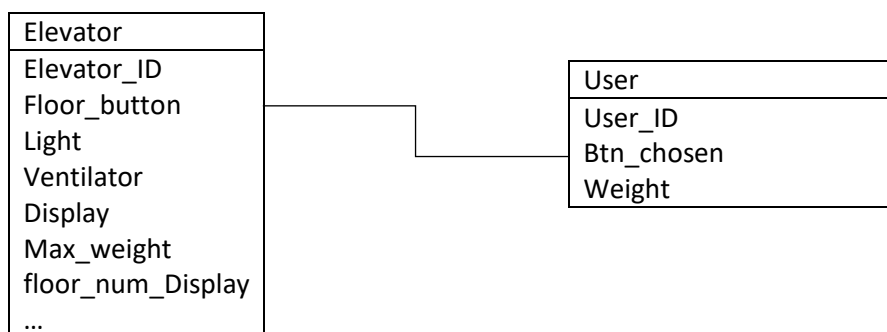 Elevator
Elevator_ID
Floor_button
Light
Ventilator
Display
Max_weight
floor_num_Display
...
User
User_ID
Btn_chosen
Weight